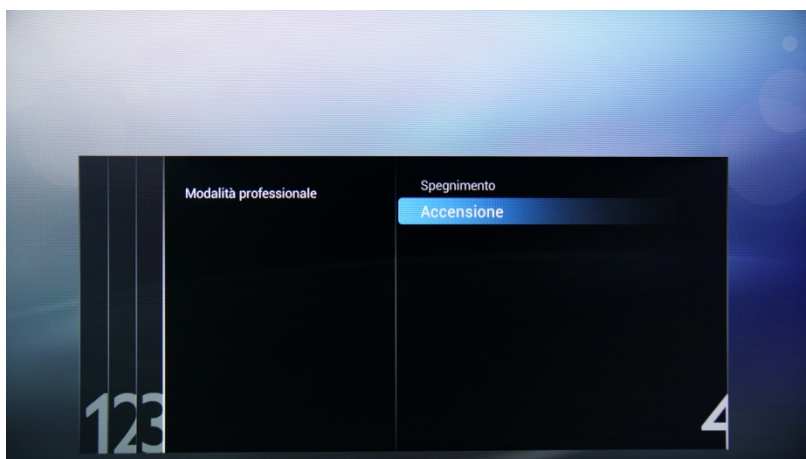 Modalità professionale
Spegnimento
Accensione
123
4